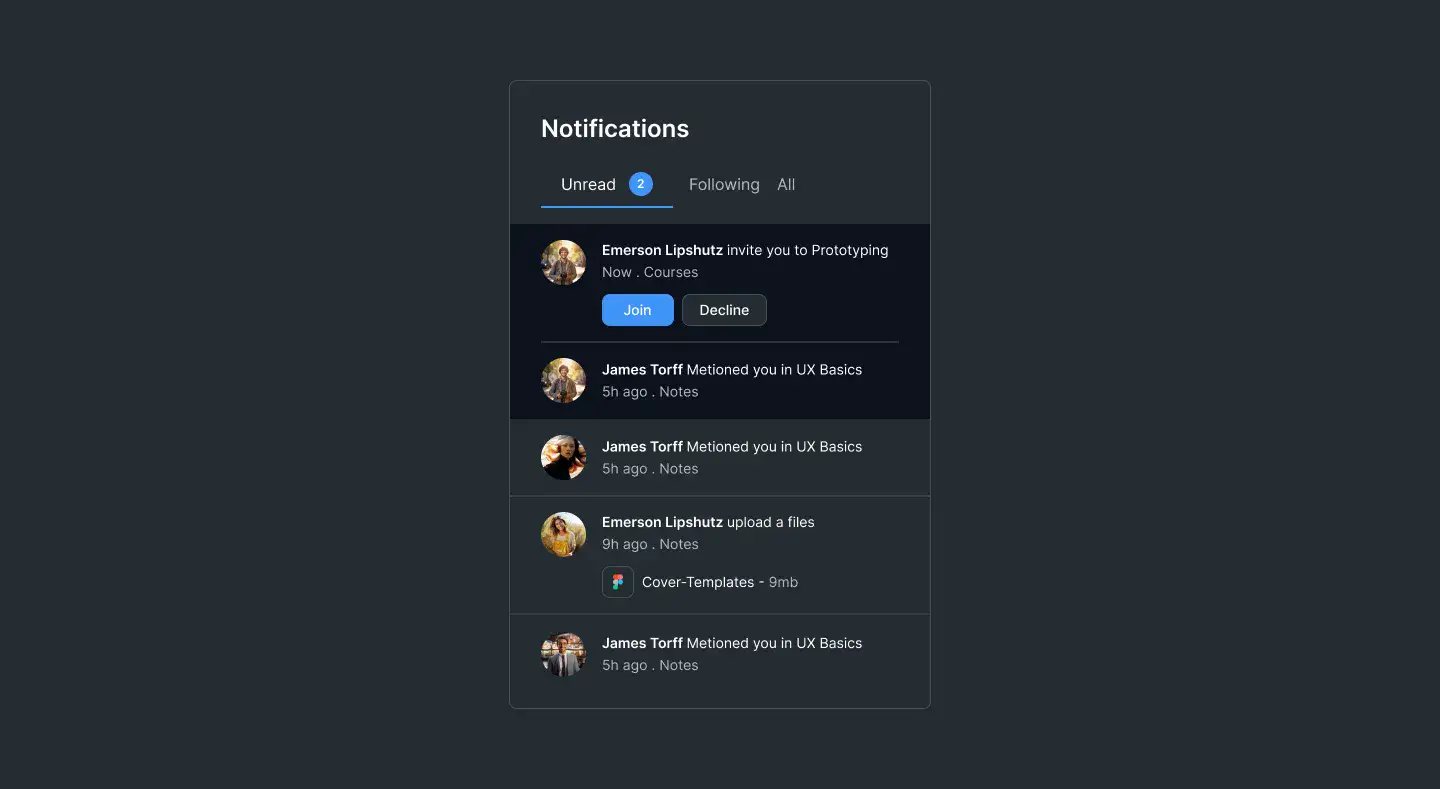 Notifications
Unread 2 Following All
Emerson Lipshutz invite you to Prototyping
Now . Courses
Join Decline
James Torff Metioned you in UX Basics
5h ago . Notes
James Torff Metioned you in UX Basics
5h ago . Notes
Emerson Lipshutz upload a files
9h ago . Notes
Cover-Templates - 9mb
James Torff Metioned you in UX Basics
5h ago . Notes